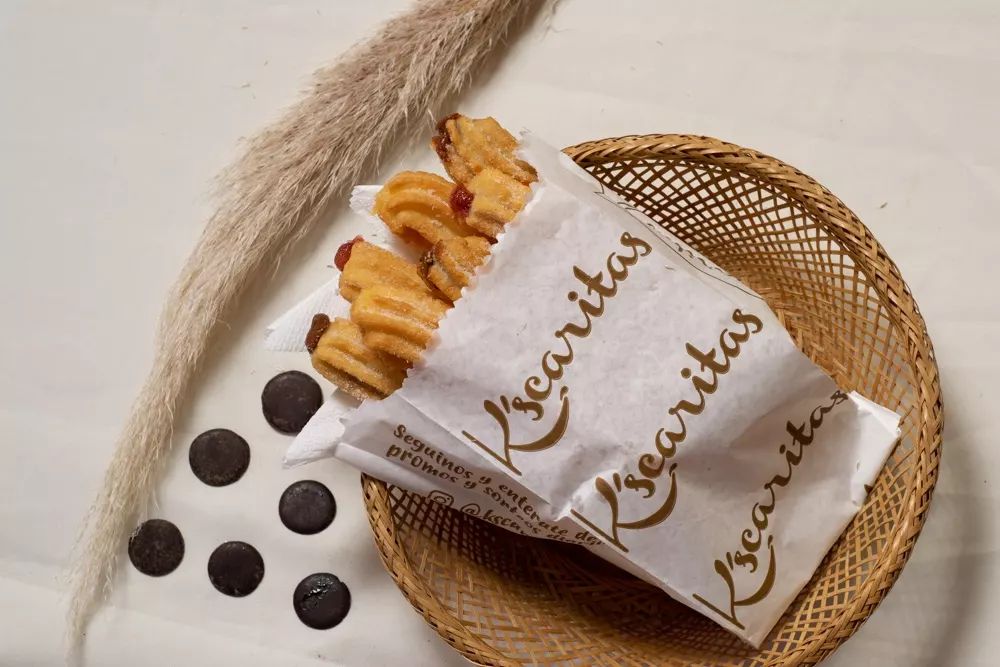 K'scaritas
K'scaritas
K'scaritas
Seguinos y enterate de
promos y sorteos